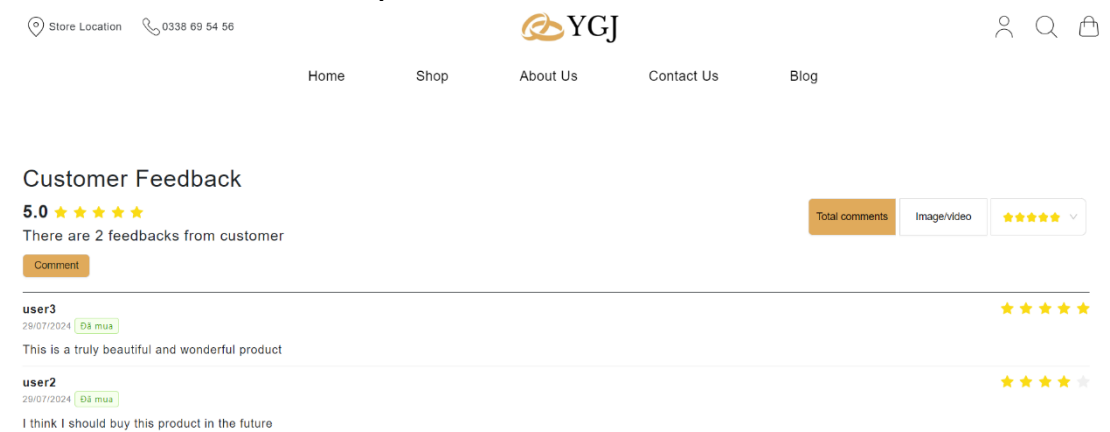 Store Location 0338 69 54 56 YGJ
Home Shop About Us Contact Us Blog
Customer Feedback
5.0
Total comments Image/video
There are 2 feedbacks from customer
Comment
user3
29/07/2024 Đã mua
This is a truly beautiful and wonderful product
user2
29/07/2024 Đã mua
I think I should buy this product in the future